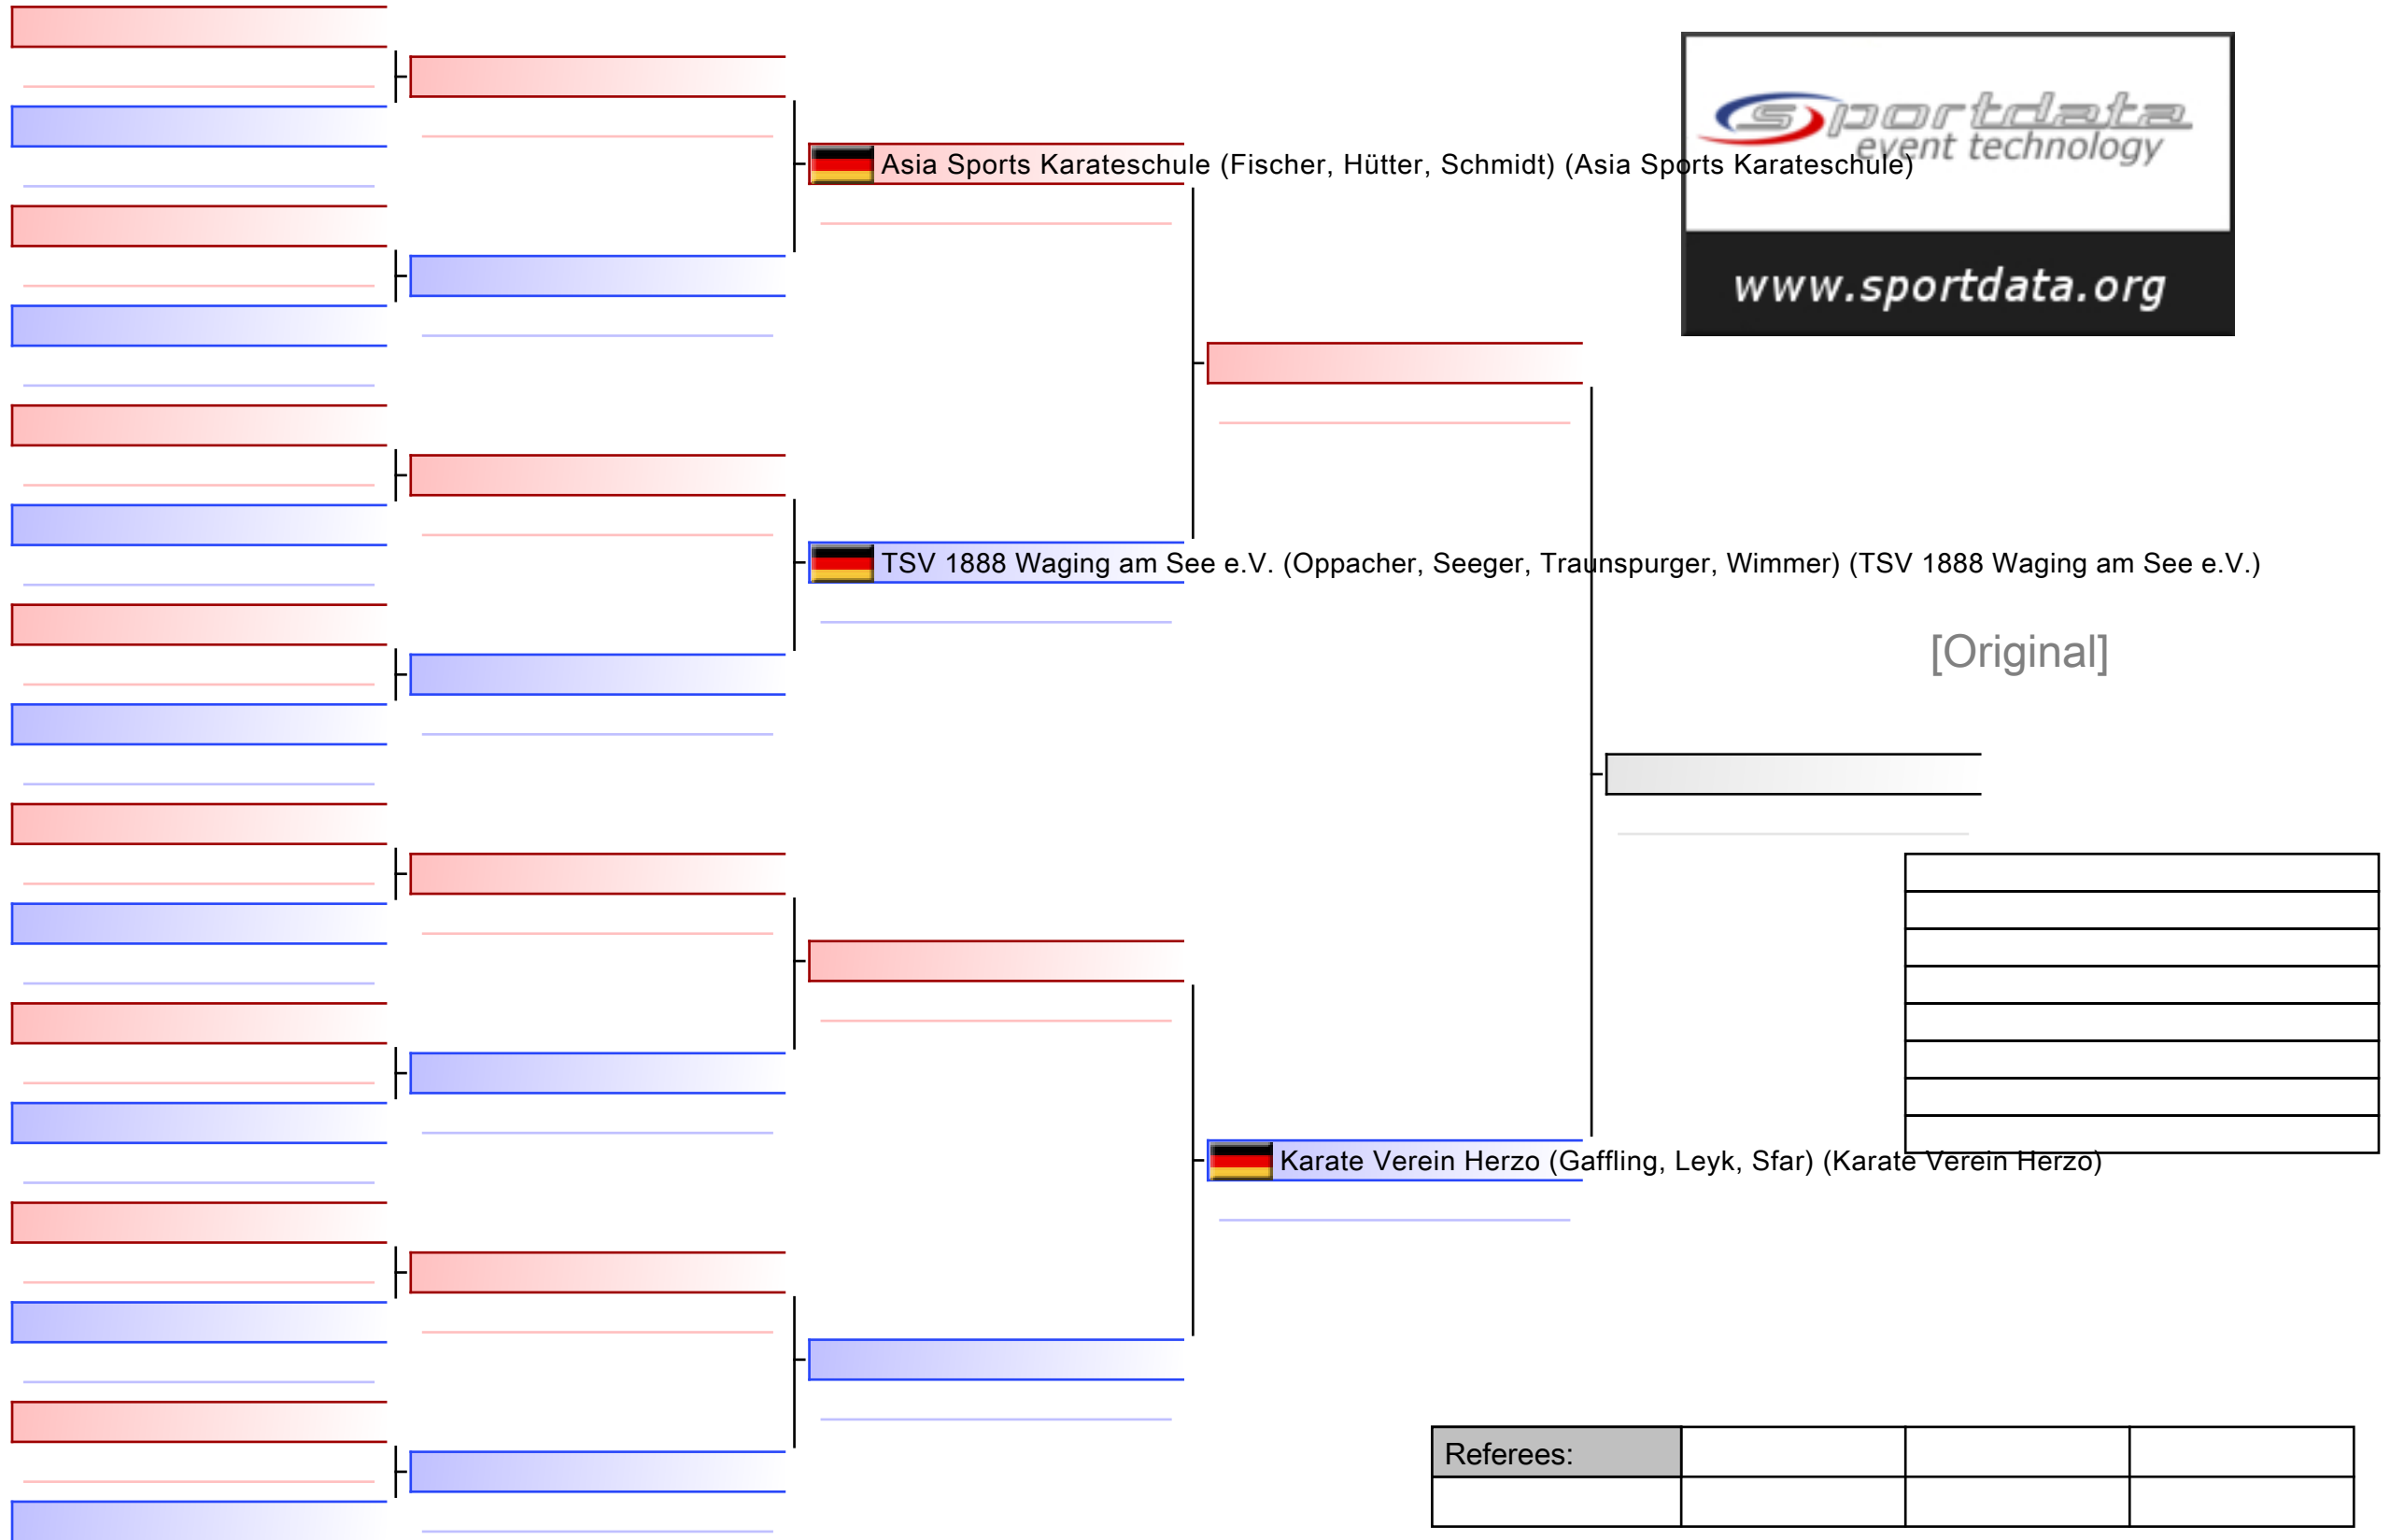 sportdata
event technology
www.sportdata.org
Asia Sports Karateschule (Fischer, Hütter, Schmidt) (Asia Sports Karateschule)
TSV 1888 Waging am See e.V. (Oppacher, Seeger, Traunspurger, Wimmer) (TSV 1888 Waging am See e.V.)
[Original]
Karate Verein Herzo (Gaffling, Leyk, Sfar) (Karate Verein Herzo)
Referees: